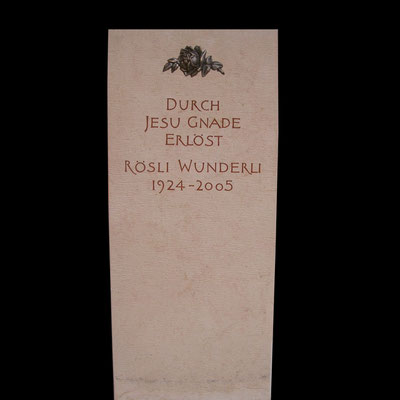 Durch
Jesu Gnade
Erlöst
Rösli Wunderli
1924-2005